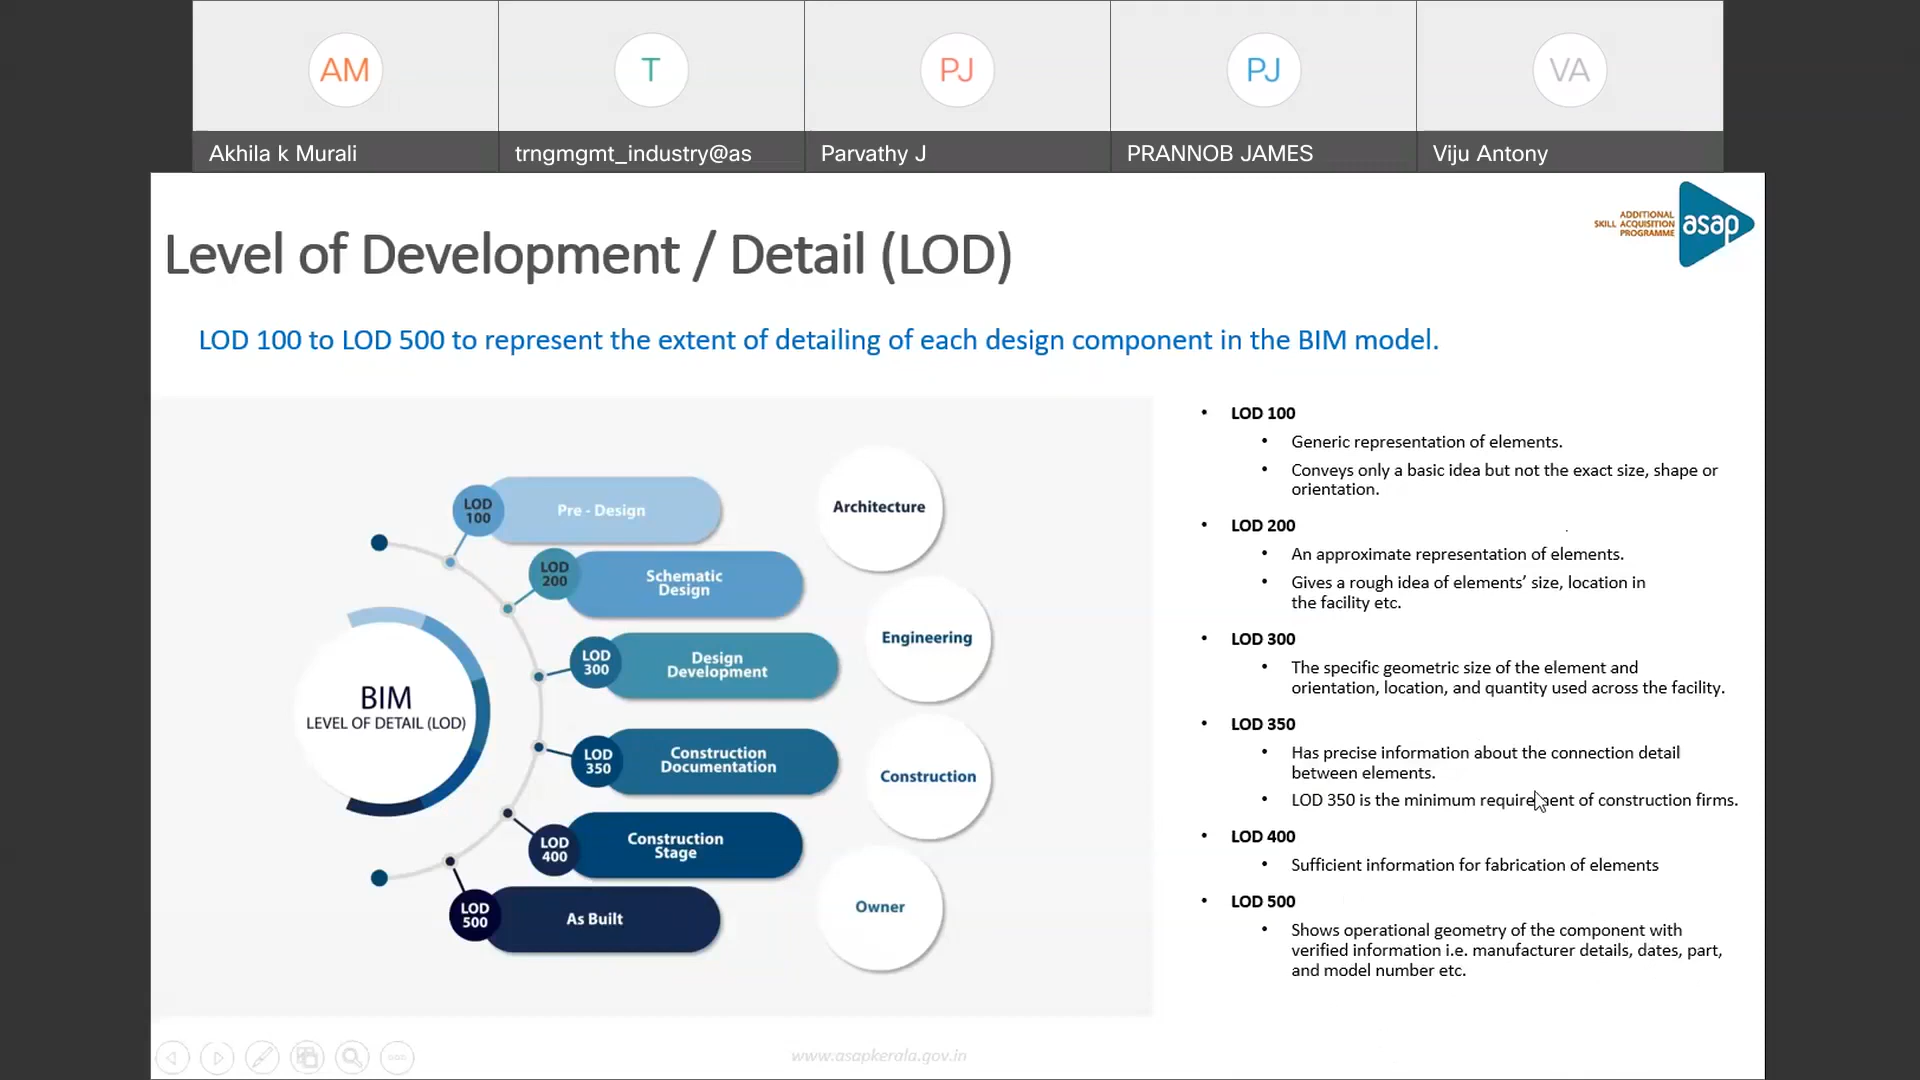 AM
T
PJ
PJ
VA
Akhila k Murali
trngmgmt_industry@as
Parvathy J
PRANNOB JAMES
Viju Antony
ADDITIONAL
SKILL ACQUISITION
PROGRAMME
asap
Level of Development / Detail (LOD)
LOD 100 to LOD 500 to represent the extent of detailing of each design component in the BIM model.
LOD
100
Pre - Design
LOD
200
Schematic
Design
LOD
300
Design
Development
LOD
350
Construction
Documentation
LOD
400
Construction
Stage
LOD
500
As Built
BIM
LEVEL OF DETAIL (LOD)
Architecture
Engineering
Construction
Owner
• LOD 100
• Generic representation of elements.
• Conveys only a basic idea but not the exact size, shape or
orientation.
• LOD 200
• An approximate representation of elements.
• Gives a rough idea of elements’ size, location in
the facility etc.
• LOD 300
• The specific geometric size of the element and
orientation, location, and quantity used across the facility.
• LOD 350
• Has precise information about the connection detail
between elements.
• LOD 350 is the minimum requirement of construction firms.
• LOD 400
• Sufficient information for fabrication of elements
• LOD 500
• Shows operational geometry of the component with
verified information i.e. manufacturer details, dates, part,
and model number etc.
www.asapkerala.gov.in